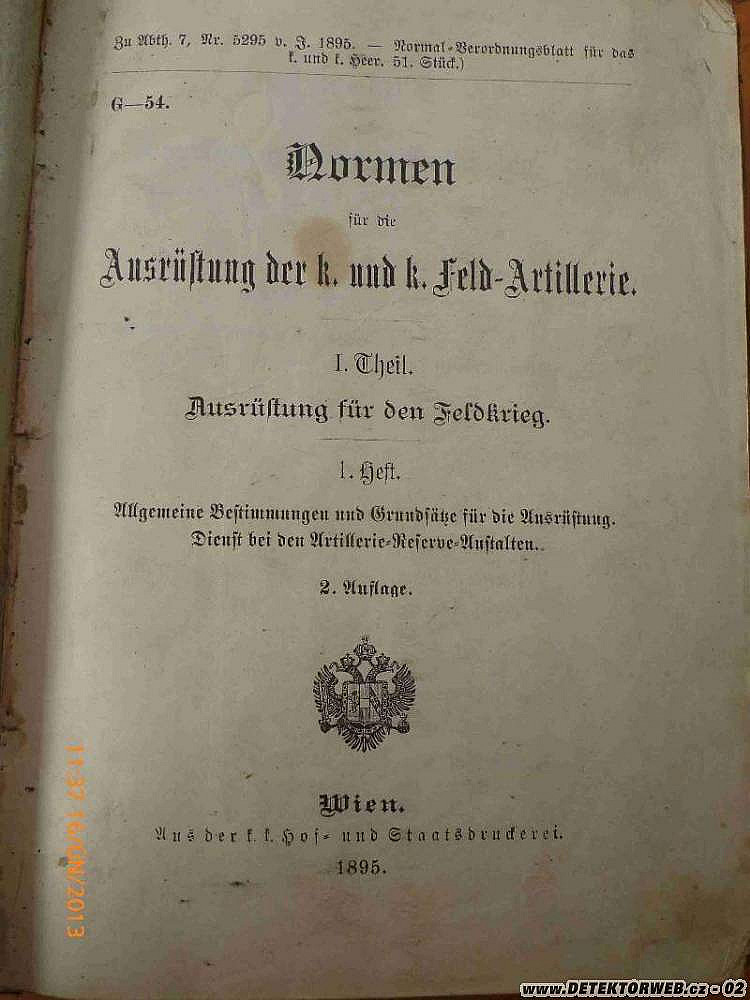 Zu Abth. 7, Nr. 5295 v. J. 1895. — Normal-Verordnungsblatt für das
k. und k. Heer. 51. Stück.)
G—54.
Normen
für die
Ausrüstung der k. und k. Feld-Artillerie.
I. Theil.
Ausrüstung für den Feldkrieg.
1. Heft.
Allgemeine Bestimmungen und Grundsätze für die Ausrüstung.
Dienst bei den Artillerie-Reserve-Anstalten.
2. Auflage.
Wien.
Aus der k. k. Hof- und Staatsdruckerei.
1895.
11:37 16/ÚN/2013
www.DETEKTORWEB.cz - 02